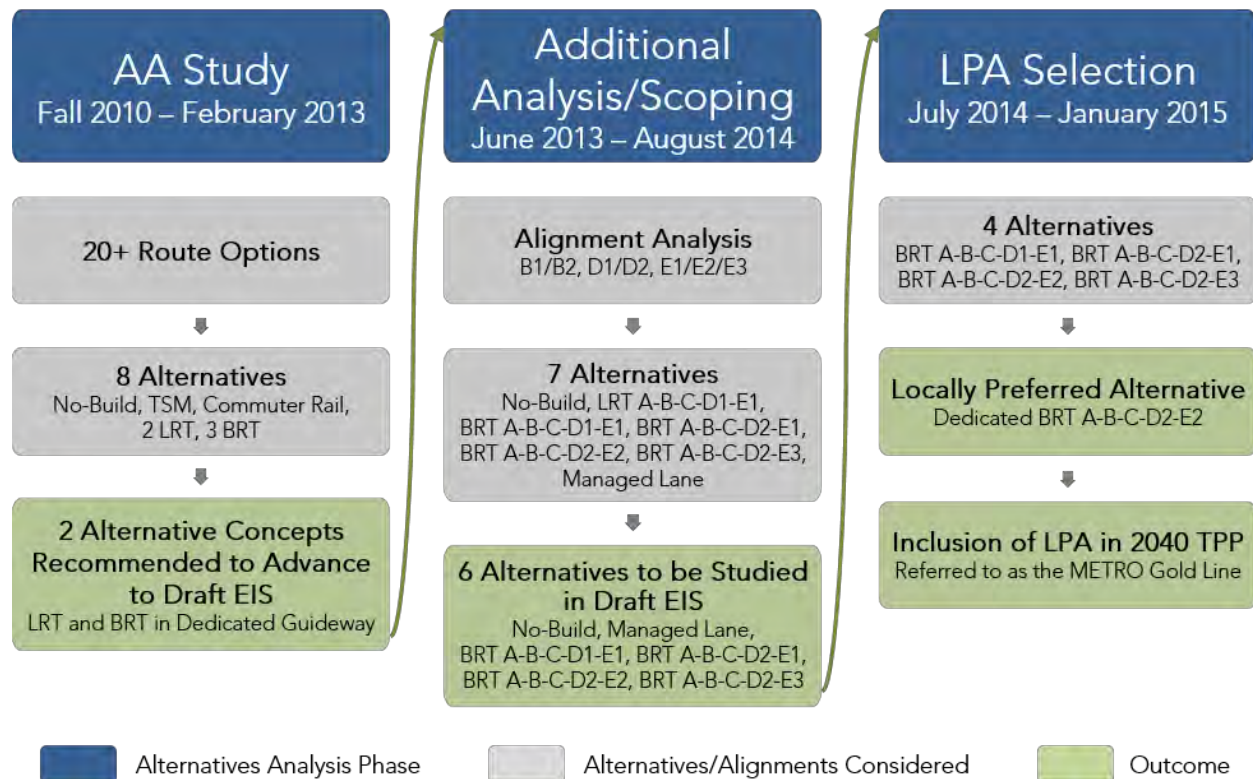 AA Study
Fall 2010 – February 2013
20+ Route Options
8 Alternatives
No-Build, TSM, Commuter Rail,
2 LRT, 3 BRT
2 Alternative Concepts
Recommended to Advance
to Draft EIS
LRT and BRT in Dedicated Guideway
Additional
Analysis/Scoping
June 2013 – August 2014
Alignment Analysis
B1/B2, D1/D2, E1/E2/E3
7 Alternatives
No-Build, LRT A-B-C-D1-E1,
BRT A-B-C-D1-E1, BRT A-B-C-D2-E1,
BRT A-B-C-D2-E2, BRT A-B-C-D2-E3,
Managed Lane
6 Alternatives to be Studied
in Draft EIS
No-Build, Managed Lane,
BRT A-B-C-D1-E1, BRT A-B-C-D2-E1,
BRT A-B-C-D2-E2, BRT A-B-C-D2-E3
LPA Selection
July 2014 – January 2015
4 Alternatives
BRT A-B-C-D1-E1, BRT A-B-C-D2-E1,
BRT A-B-C-D2-E2, BRT A-B-C-D2-E3
Locally Preferred Alternative
Dedicated BRT A-B-C-D2-E2
Inclusion of LPA in 2040 TPP
Referred to as the METRO Gold Line
Alternatives Analysis Phase
Alternatives/Alignments Considered
Outcome